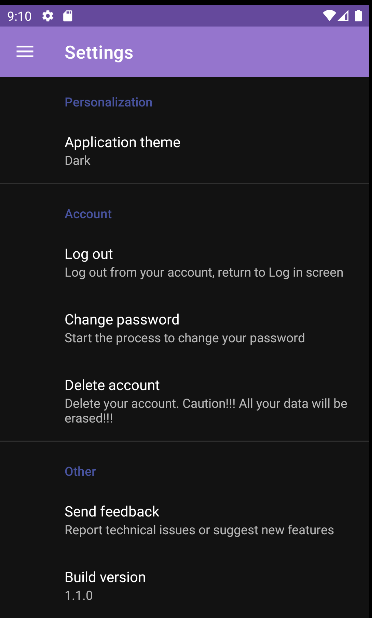 9:10
Settings
Personalization
Application theme
Dark
Account
Log out
Log out from your account, return to Log in screen
Change password
Start the process to change your password
Delete account
Delete your account. Caution!!! All your data will be
erased!!!
Other
Send feedback
Report technical issues or suggest new features
Build version
1.1.0